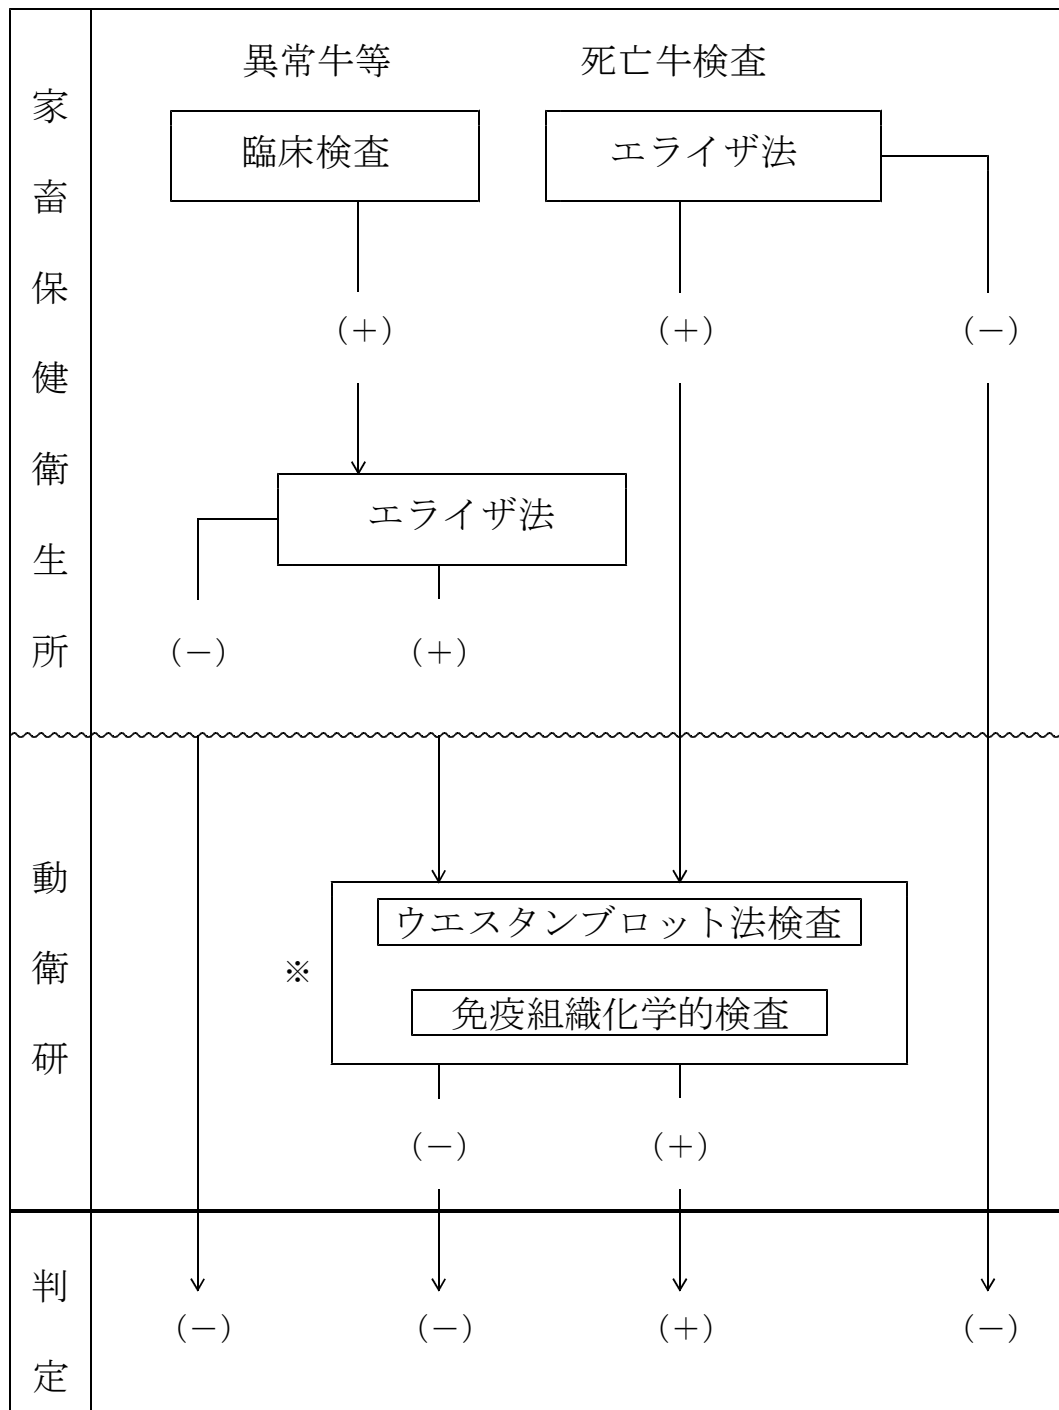 家畜保健衛生所
異常牛等
死亡牛検査
臨床検査
エライザ法
(+)
(+)
(−)
エライザ法
(−)
(+)
動衛研
ウエスタンブロット法検査
※
免疫組織化学的検査
(−)
(+)
判定
(−)
(−)
(+)
(−)